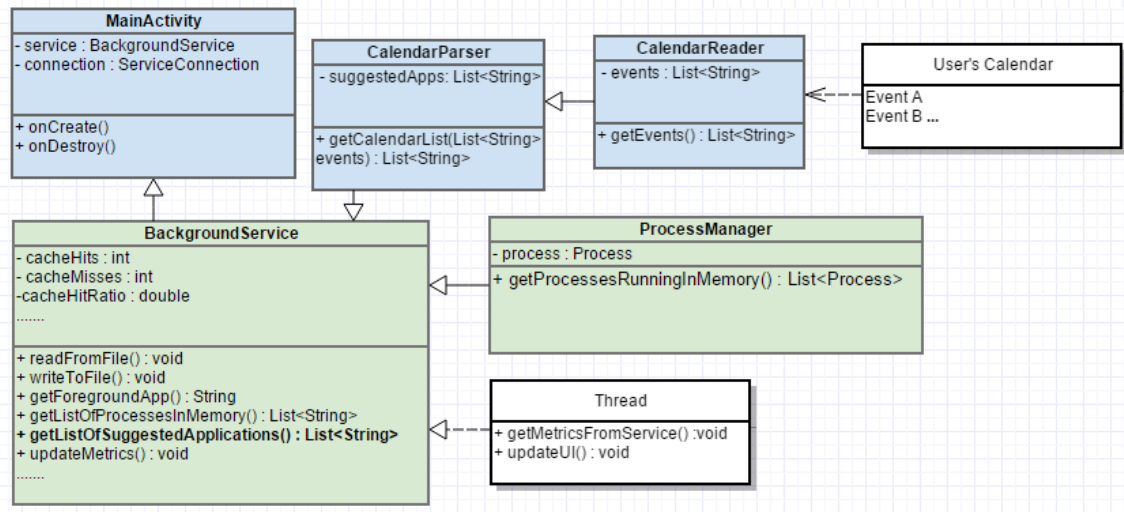 MainActivity
- service : BackgroundService
- connection : ServiceConnection
+ onCreate()
+ onDestroy()
CalendarParser
- suggestedApps: List<String>
+ getCalendarList(List<String>
events) : List<String>
CalendarReader
- events : List<String>
+ getEvents() : List<String>
User's Calendar
Event A
Event B ...
BackgroundService
- cacheHits : int
- cacheMisses : int
-cacheHitRatio : double
.......
+ readFromFile() : void
+ writeToFile() : void
+ getForegroundApp() : String
+ getListOfProcessesInMemory() : List<String>
+ getListOfSuggestedApplications() : List<String>
+ updateMetrics() : void
.......
ProcessManager
- process : Process
+ getProcessesRunningInMemory() : List<Process>
Thread
+ getMetricsFromService() :void
+ updateUI() : void